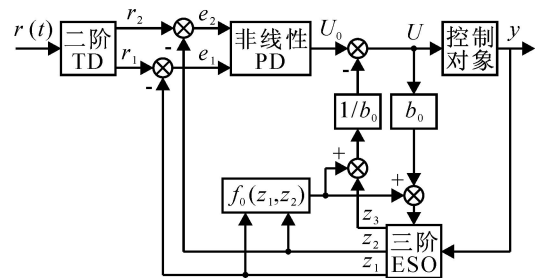 r(t)
二阶
TD
r₂
r₁
-
-
e₂
e₁
非线性
PD
U₀
-
U
控制
对象
y
1/b₀
b₀
+
+
f₀(z₁,z₂)
z₃
z₂
z₁
三阶
ESO